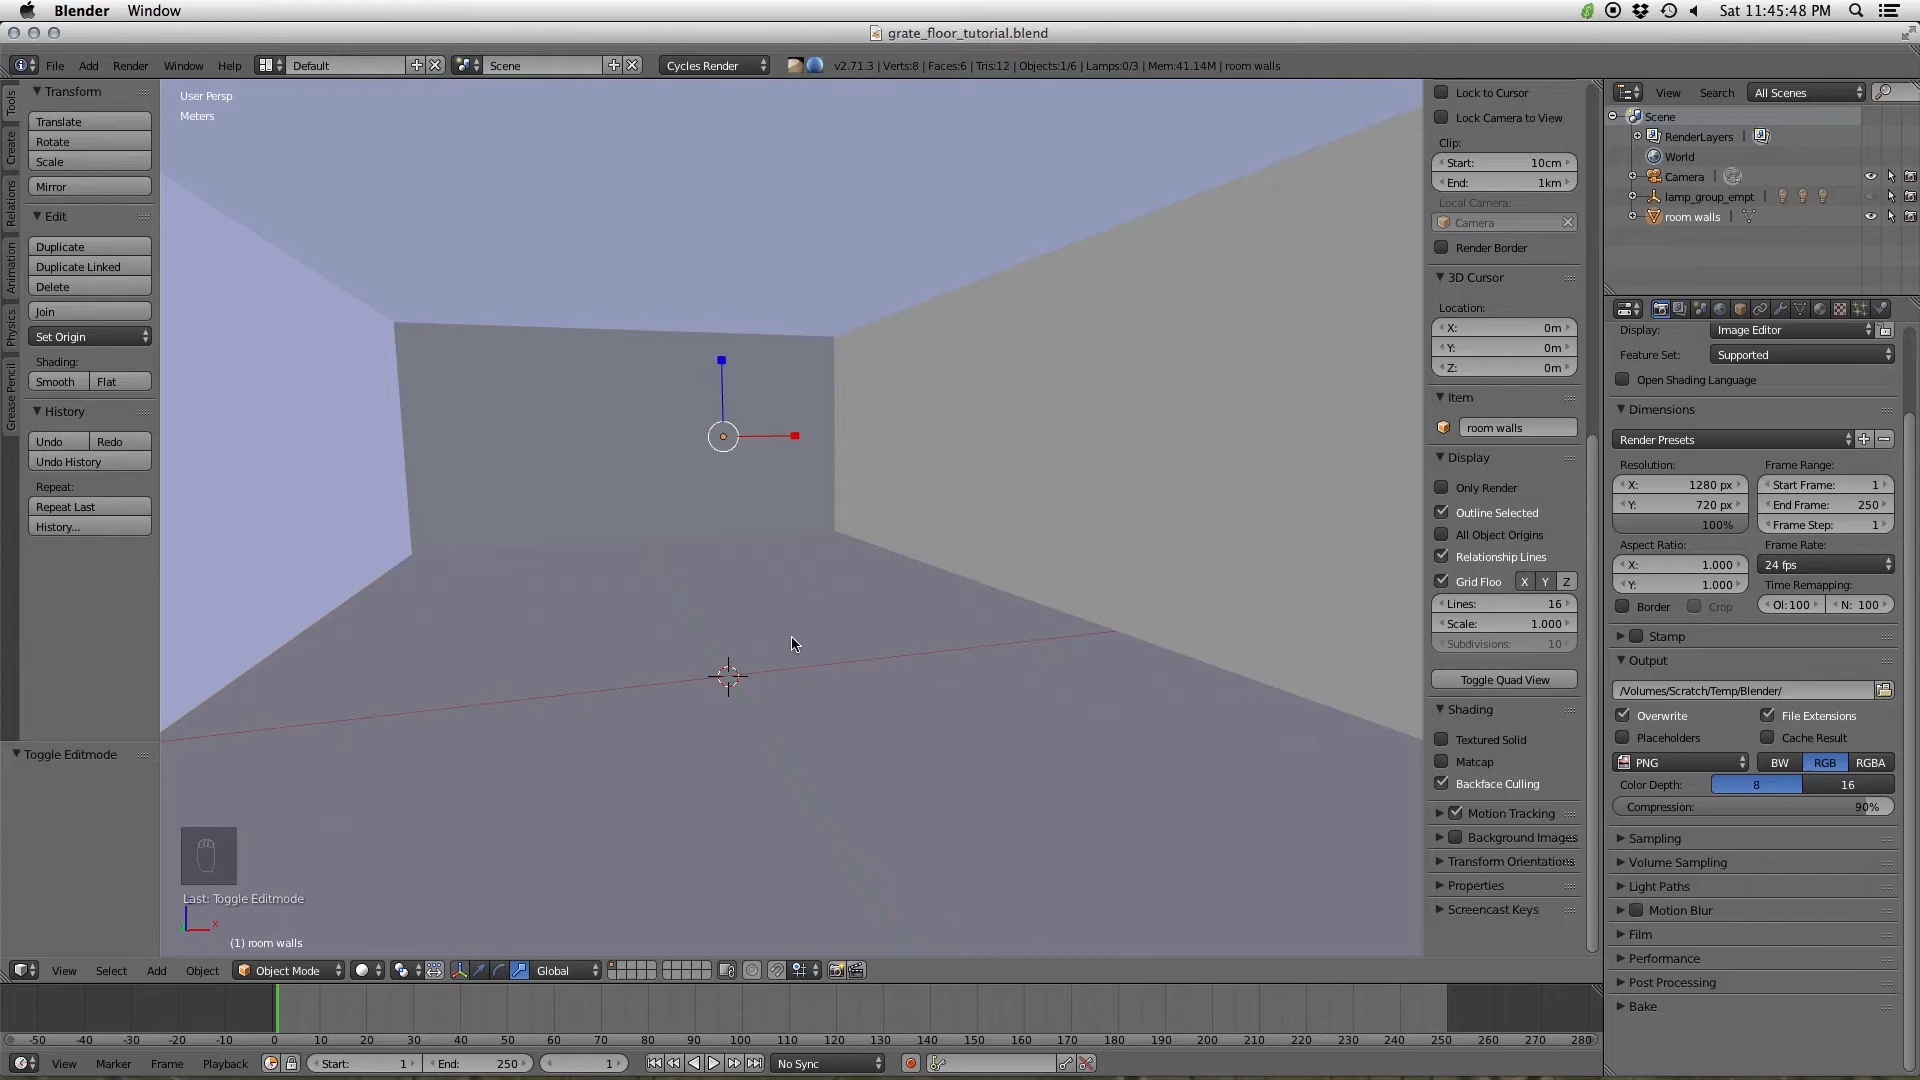 Blender Window Sat 11:45:48 PM
grate_floor_tutorial.blend
File Add Render Window Help Default Scene Cycles Render v2.71.3 | Verts:8 | Faces:6 | Tris:12 | Objects:1/6 | Lamps:0/3 | Mem:41.14M | room walls
Tools
Create
Relations
Animation
Physics
Grease Pencil
Transform
Translate
Rotate
Scale
Mirror
Edit
Duplicate
Duplicate Linked
Delete
Join
Set Origin
Shading:
Smooth Flat
History
Undo Redo
Undo History
Repeat:
Repeat Last
History...
Toggle Editmode
User Persp
Meters
Last: Toggle Editmode
x
(1) room walls
Lock to Cursor
Lock Camera to View
Clip:
Start: 10cm
End: 1km
Local Camera:
Camera
Render Border
3D Cursor
Location:
X: 0m
Y: 0m
Z: 0m
Item
room walls
Display
Only Render
Outline Selected
All Object Origins
Relationship Lines
Grid Floo X Y Z
Lines: 16
Scale: 1.000
Subdivisions: 10
Toggle Quad View
Shading
Textured Solid
Matcap
Backface Culling
Motion Tracking
Background Images
Transform Orientations
Properties
Screencast Keys
View Search All Scenes
Scene
RenderLayers |
World
Camera |
lamp_group_empt
room walls |
Display: Image Editor
Feature Set: Supported
Open Shading Language
Dimensions
Render Presets
Resolution: Frame Range:
X: 1280 px Start Frame: 1
Y: 720 px End Frame: 250
100% Frame Step: 1
Aspect Ratio: Frame Rate:
X: 1.000 24 fps
Y: 1.000 Time Remapping:
Border Crop Ol:100 N: 100
Stamp
Output
/Volumes/Scratch/Temp/Blender/
Overwrite File Extensions
Placeholders Cache Result
PNG BW RGB RGBA
Color Depth: 8 16
Compression: 90%
Sampling
Volume Sampling
Light Paths
Motion Blur
Film
Performance
Post Processing
Bake
View Select Add Object Object Mode Global
-50 -40 -30 -20 -10 0 10 20 30 40 50 60 70 80 90 100 110 120 130 140 150 160 170 180 190 200 210 220 230 240 250 260 270 280
View Marker Frame Playback Start: 1 End: 250 1 No Sync